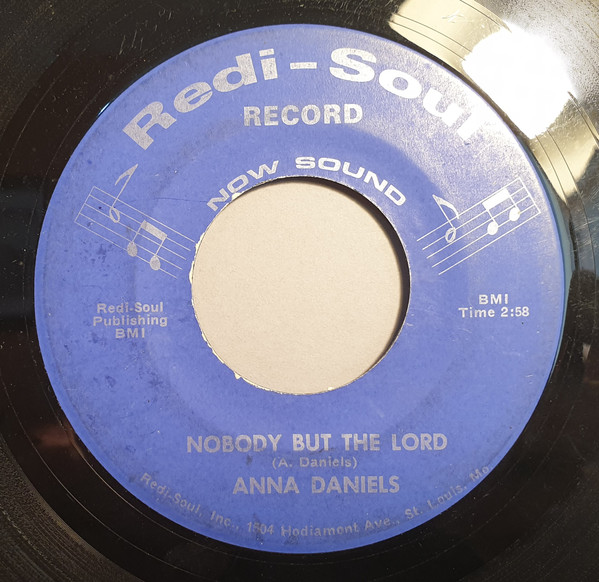 Redi-Soul
RECORD
NOW SOUND
Redi-Soul
Publishing
BMI
BMI
Time 2:58
NOBODY BUT THE LORD
(A. Daniels)
ANNA DANIELS
Redi-Soul, Inc., 1504 Hodiamont Ave., St. Louis, Mo